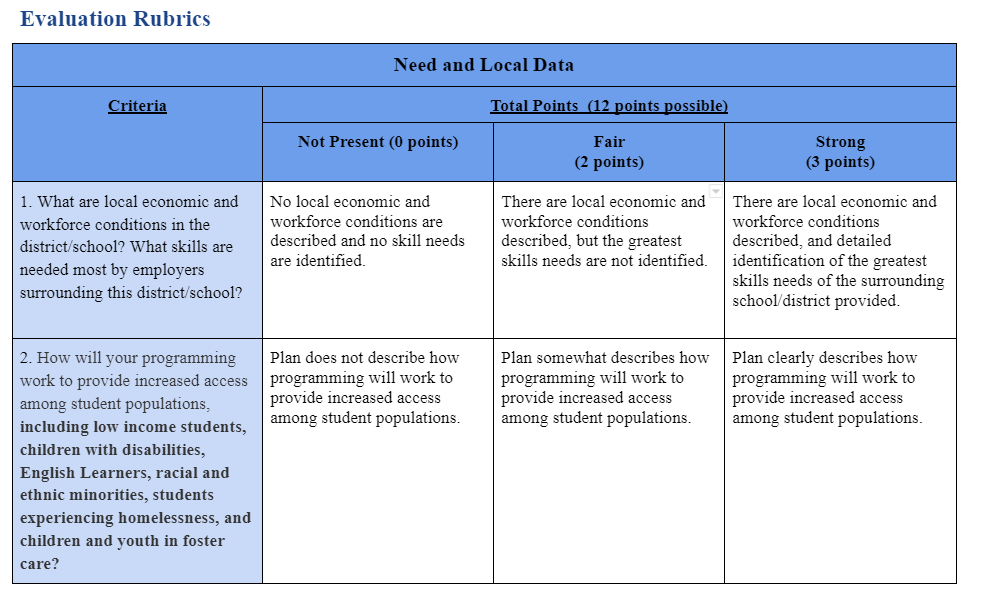 Evaluation Rubrics
Need and Local Data
Criteria
Total Points  (12 points possible)
Not Present (0 points)
Fair
(2 points)
Strong
(3 points)
1. What are local economic and
workforce conditions in the
district/school? What skills are
needed most by employers
surrounding this district/school?
No local economic and
workforce conditions are
described and no skill needs
are identified.
There are local economic and
workforce conditions
described, but the greatest
skills needs are not identified.
There are local economic and
workforce conditions
described, and detailed
identification of the greatest
skills needs of the surrounding
school/district provided.
2. How will your programming
work to provide increased access
among student populations,
including low income students,
children with disabilities,
English Learners, racial and
ethnic minorities, students
experiencing homelessness, and
children and youth in foster
care?
Plan does not describe how
programming will work to
provide increased access
among student populations.
Plan somewhat describes how
programming will work to
provide increased access
among student populations.
Plan clearly describes how
programming will work to
provide increased access
among student populations.